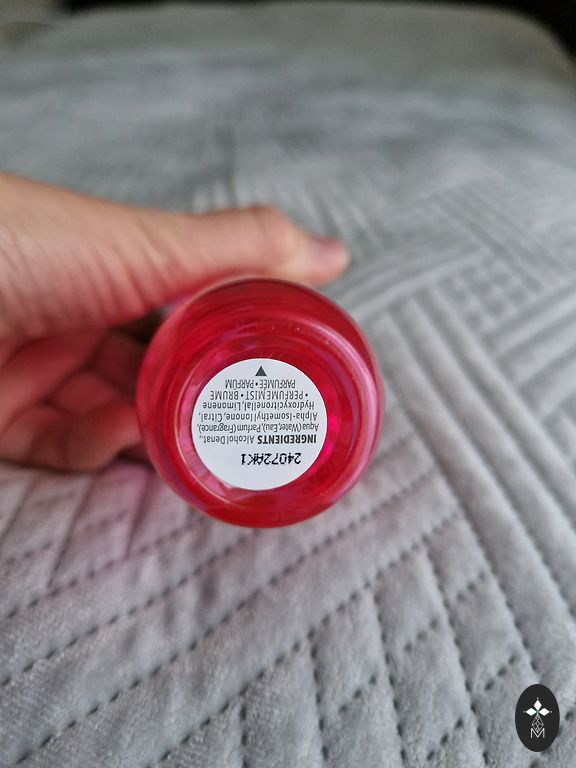 24072AK1
INGREDIENTS Alcohol Denat.,
Aqua(Water,Eau),Parfum(Fragrance),
Alpha-Isomethyl Ionone, Citral,
Hydroxycitronellal, Limonene
• PERFUME MIST • BRUME
PARFUMÉE • PARFUM
M